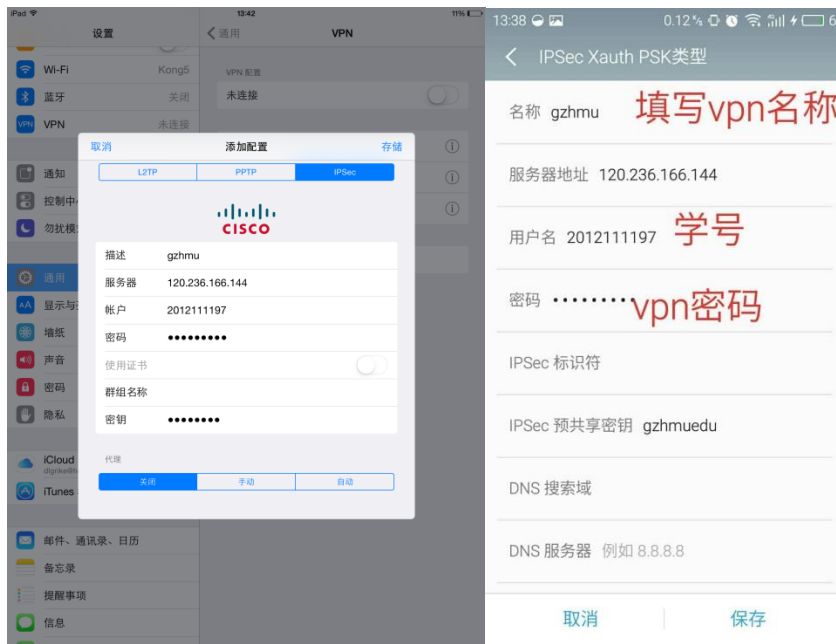 iPad
13:42
11%
设置
通用
VPN
Wi-Fi
Kong5
蓝牙
关闭
VPN
VPN
未连接
VPN 配置
未连接
通知
控制中
勿扰模
通用
AA
显示与
墙纸
声音
密码
隐私
iCloud
iTunes
邮件、通讯录、日历
备忘录
提醒事项
信息
取消
添加配置
存储
L2TP
PPTP
IPSec
CISCO
描述
gzhmu
服务器
120.236.166.144
帐户
2012111197
密码
•••••••••
使用证书
群组名称
密钥
••••••••
代理
关闭
手动
自动
13:38
0.12
6
IPSec Xauth PSK类型
名称 gzhmu
填写vpn名称
服务器地址 120.236.166.144
用户名 2012111197
学号
密码 •••••••••
vpn密码
IPSec 标识符
IPSec 预共享密钥 gzhmuedu
DNS 搜索域
DNS 服务器 例如 8.8.8.8
取消
保存